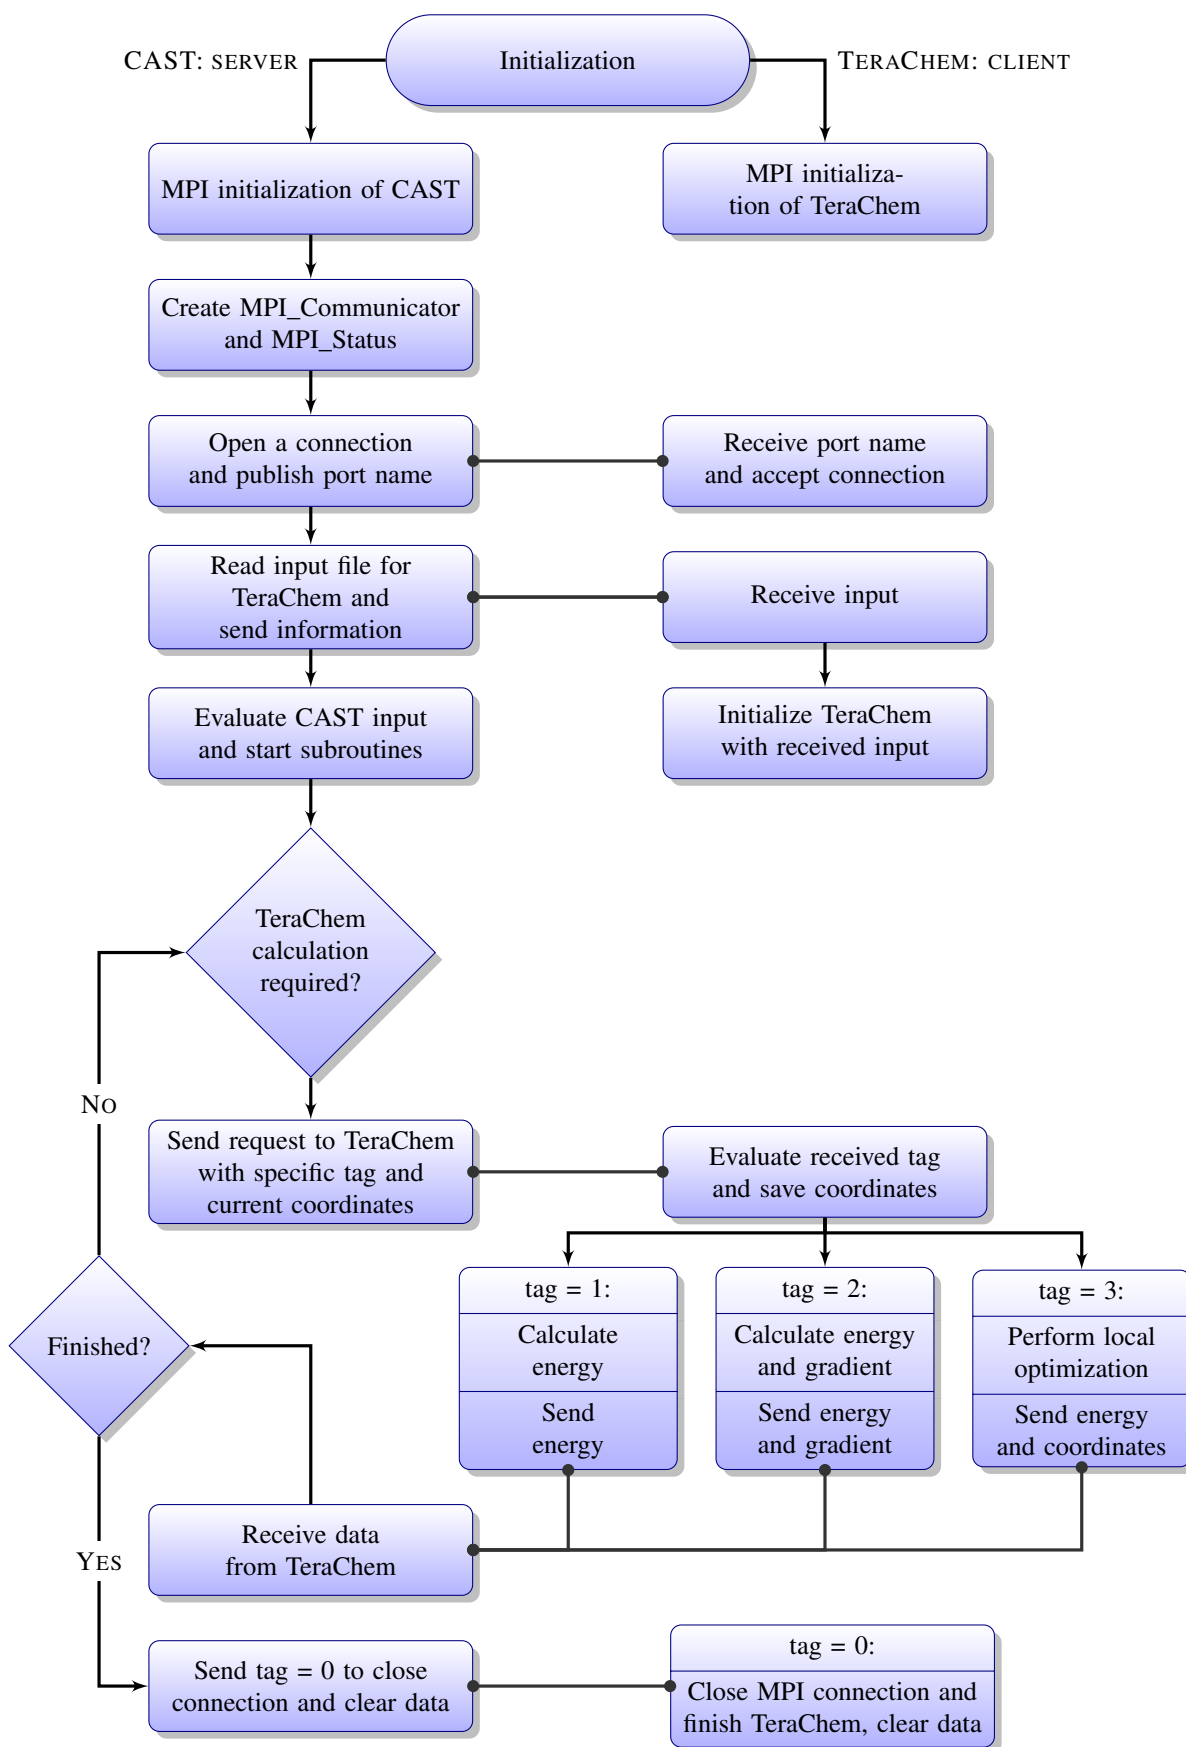 CAST: SERVER
Initialization
TERACHEM: CLIENT
MPI initialization of CAST
MPI initializa-
tion of TeraChem
Create MPI_Communicator
and MPI_Status
Open a connection
and publish port name
Receive port name
and accept connection
Read input file for
TeraChem and
send information
Receive input
Evaluate CAST input
and start subroutines
Initialize TeraChem
with received input
TeraChem
calculation
required?
NO
Send request to TeraChem
with specific tag and
current coordinates
Evaluate received tag
and save coordinates
tag = 1:
Calculate
energy
Send
energy
tag = 2:
Calculate energy
and gradient
Send energy
and gradient
tag = 3:
Perform local
optimization
Send energy
and coordinates
Finished?
Receive data
from TeraChem
YES
Send tag = 0 to close
connection and clear data
tag = 0:
Close MPI connection and
finish TeraChem, clear data